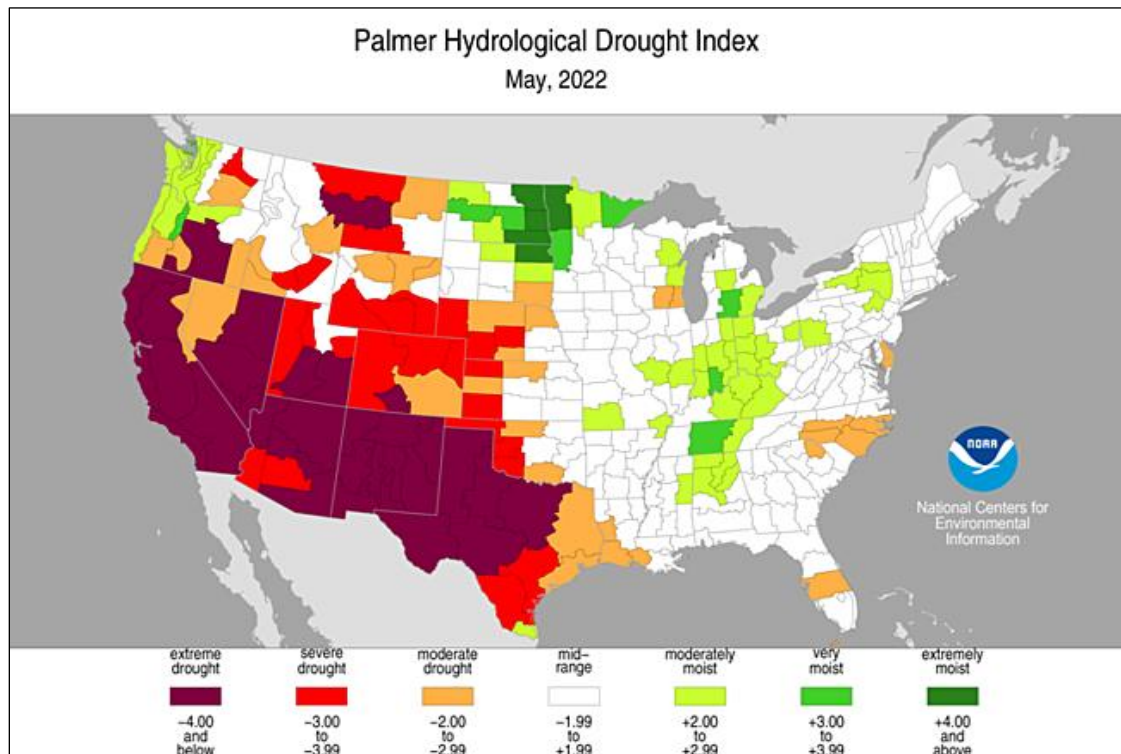 Palmer Hydrological Drought Index
May, 2022
NOAA
National Centers for
Environmental
Information
extreme
drought
severe
drought
moderate
drought
mid–
range
moderately
moist
very
moist
extremely
moist
−4.00
and
below
−3.00
to
−3.99
−2.00
to
−2.99
−1.99
to
+1.99
+2.00
to
+2.99
+3.00
to
+3.99
+4.00
and
above